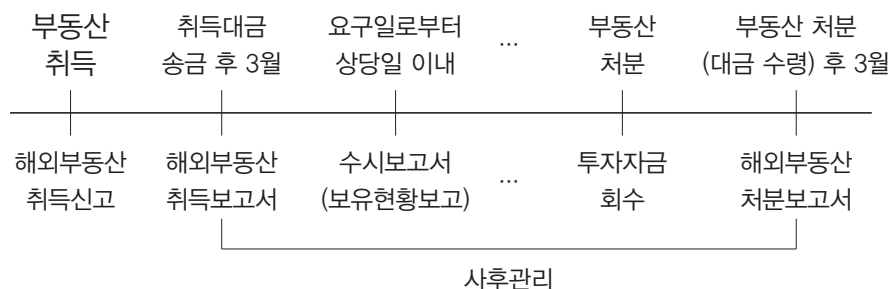 부동산 취득대금 요구일로부터 ... 부동산 부동산 처분
취득 송금 후 3월 상당일 이내 처분 (대금 수령) 후 3월
해외부동산 해외부동산 수시보고서 ... 투자자금 해외부동산
취득신고 취득보고서 (보유현황보고) 회수 처분보고서
사후관리